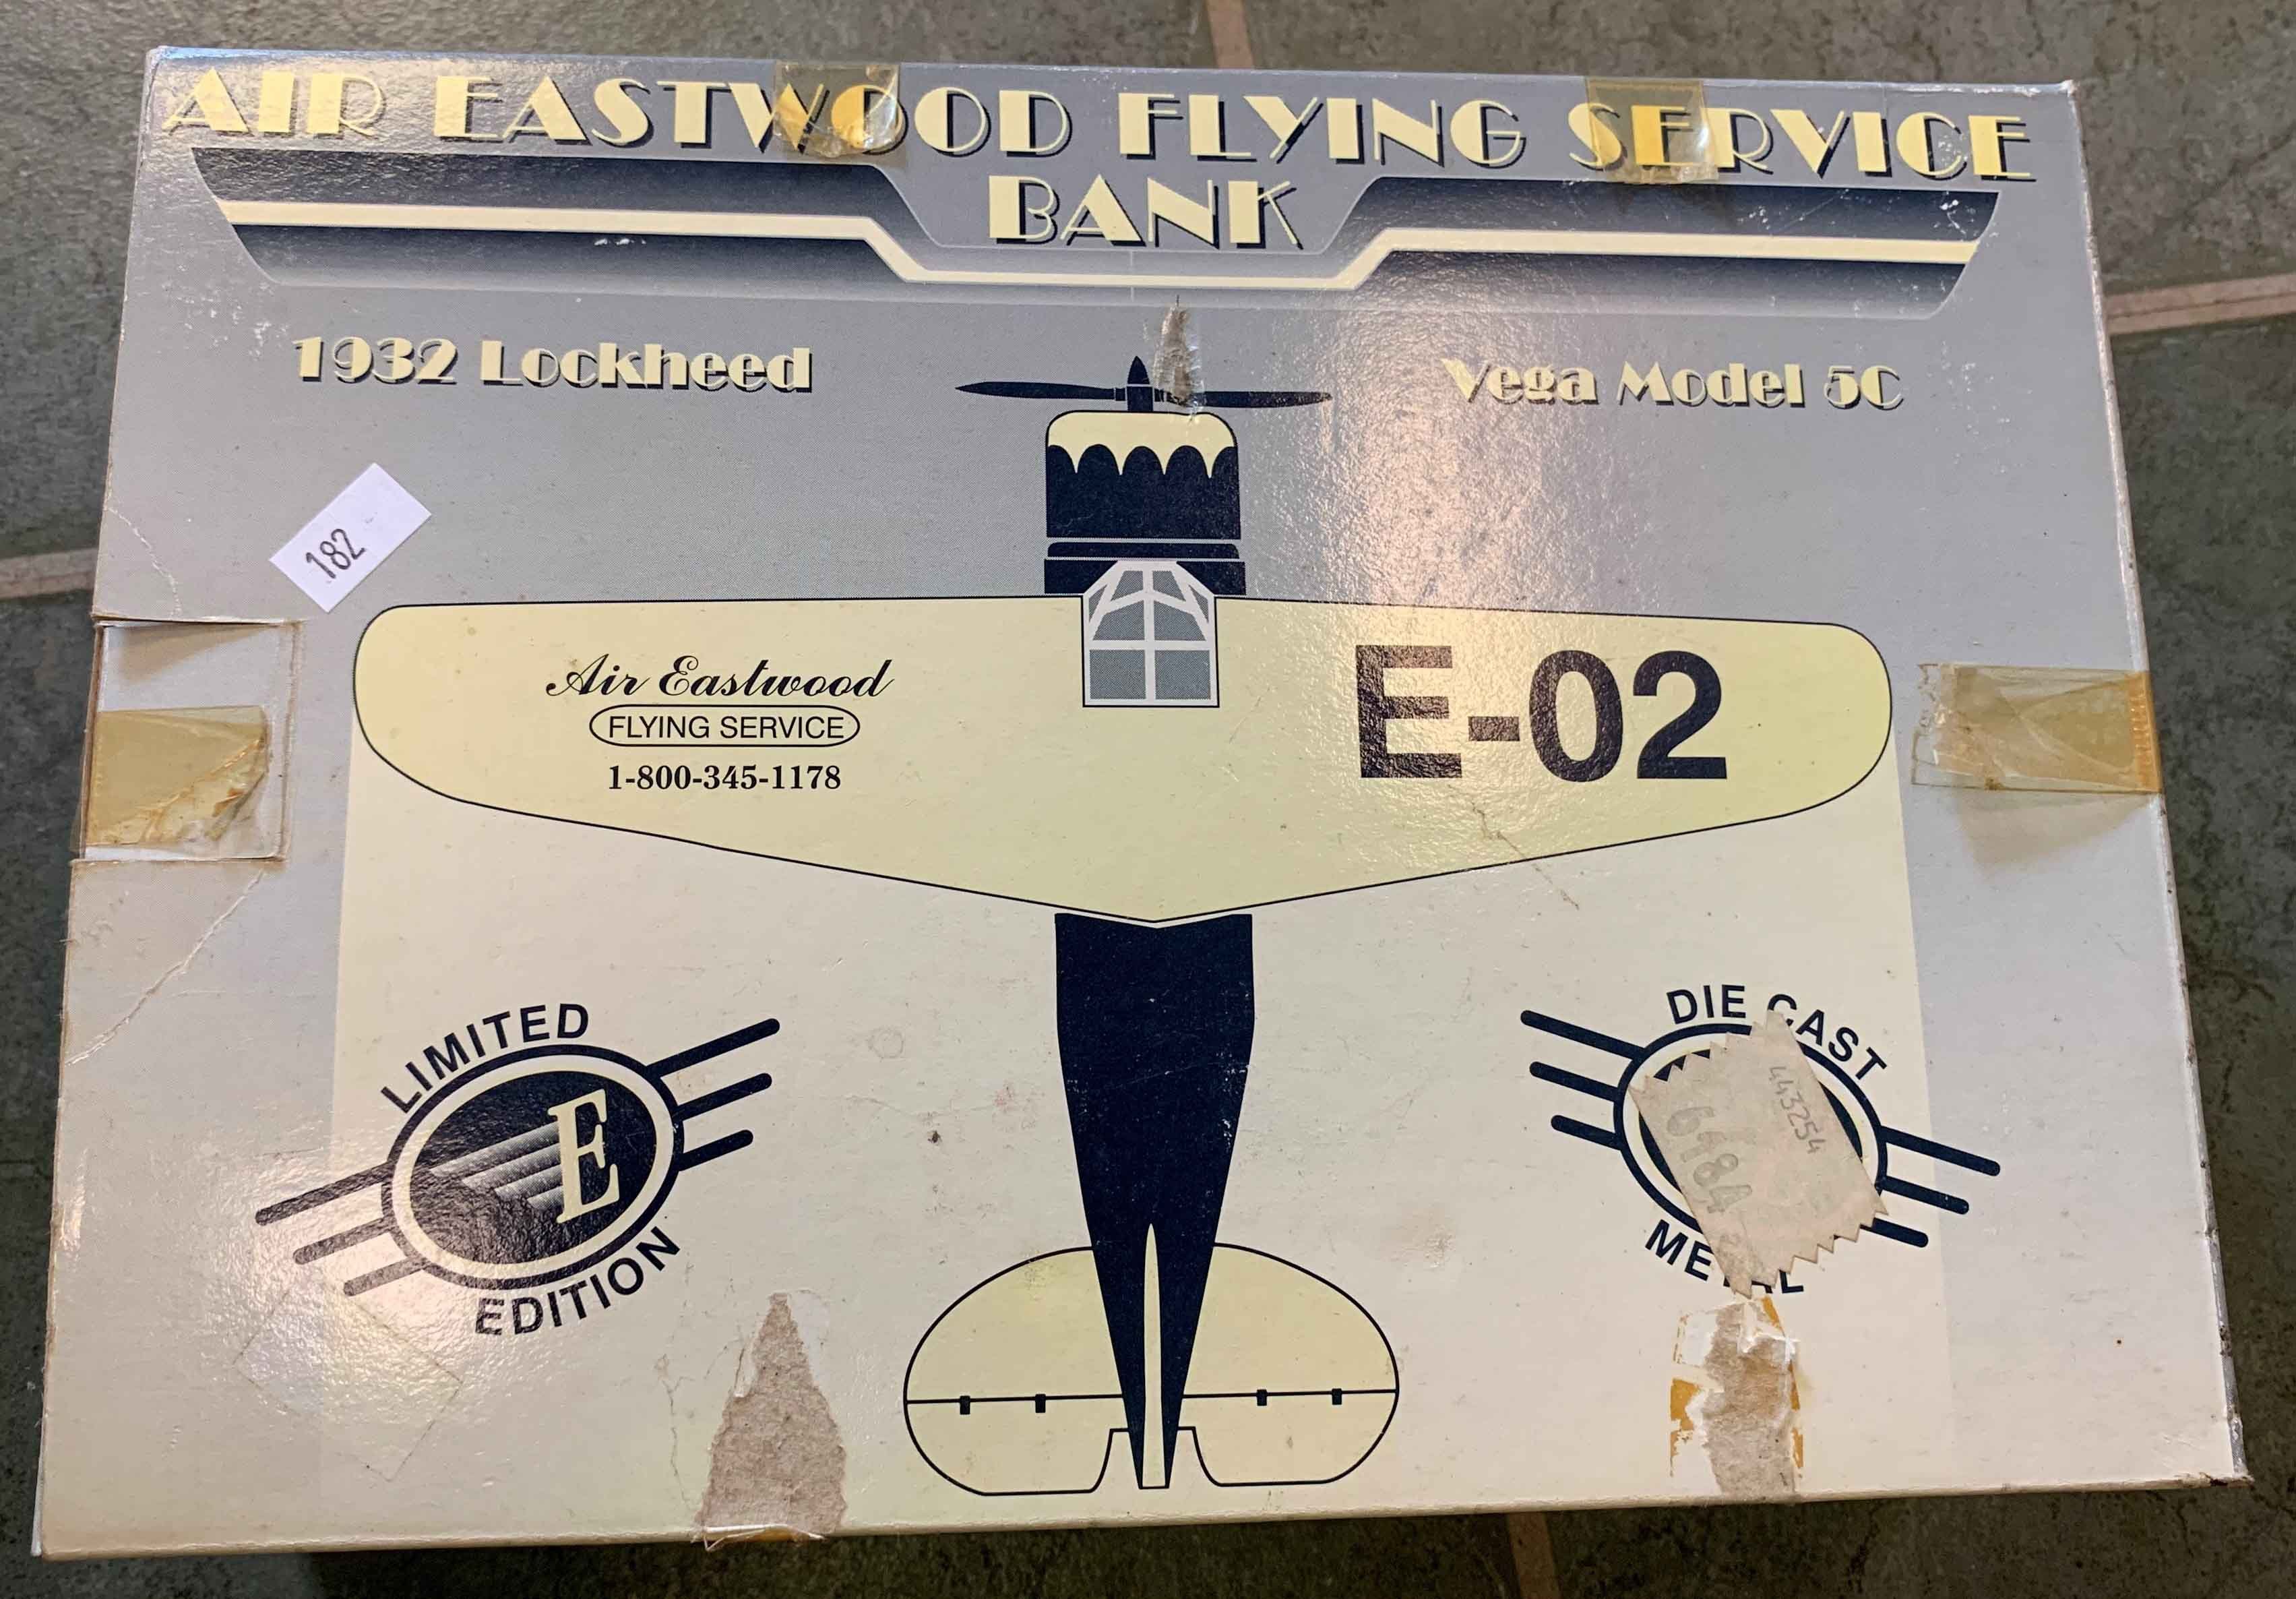 AIR EASTWOOD FLYING SERVICE
BANK
1932 Lockheed
Vega Model 5C
182
Air Eastwood
FLYING SERVICE
1-800-345-1178
E-02
LIMITED
E
EDITION
DIE CAST
443254
METAL